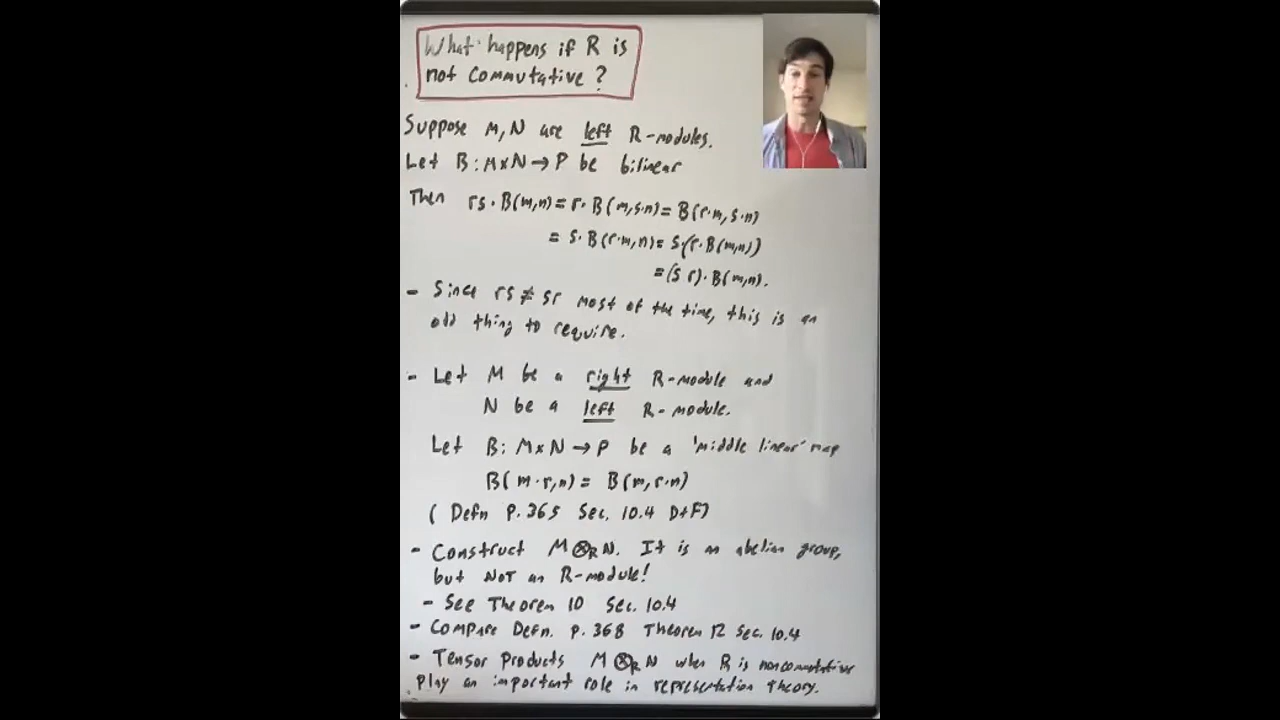 What happens if R is
not commutative?
Suppose M, N are left R-modules.
Let B: M×N → P be bilinear
Then rs·B(m,n) = r·B(m,s·n) = B(r·m, s·n)
= s·B(r·m,n) = s·(r·B(m,n))
= (s r)·B(m,n).
- Since rs ≠ sr most of the time, this is an
odd thing to require.
- Let M be a right R-module and
N be a left R-module.
Let B: M×N → P be a 'middle linear' map
B(m·r,n) = B(m,r·n)
(Defn P.365 Sec. 10.4 D+F)
- Construct M⊗_R N. It is an abelian group,
but NOT an R-module!
- See Theorem 10 Sec. 10.4
- Compare Defn. p. 368 Theorem 12 Sec. 10.4
- Tensor Products M⊗_R N when R is noncommutative
play an important role in representation theory.